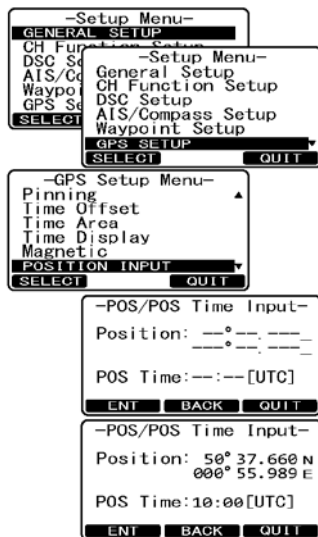 -Setup Menu-
GENERAL SETUP
CH Function Setup
DSC Se
AIS/Co
Waypoi
GPS Se
SELECT
-Setup Menu-
General Setup
CH Function Setup
DSC Setup
AIS/Compass Setup
Waypoint Setup
GPS SETUP
SELECT QUIT
-GPS Setup Menu-
Pinning
Time Offset
Time Area
Time Display
Magnetic
POSITION INPUT
SELECT QUIT
-POS/POS Time Input-
Position: --°--.---_
---°--.---_
POS Time:--:--[UTC]
ENT BACK QUIT
-POS/POS Time Input-
Position: 50°37.660 N
000°55.989 E
POS Time:10:00[UTC]
ENT BACK QUIT